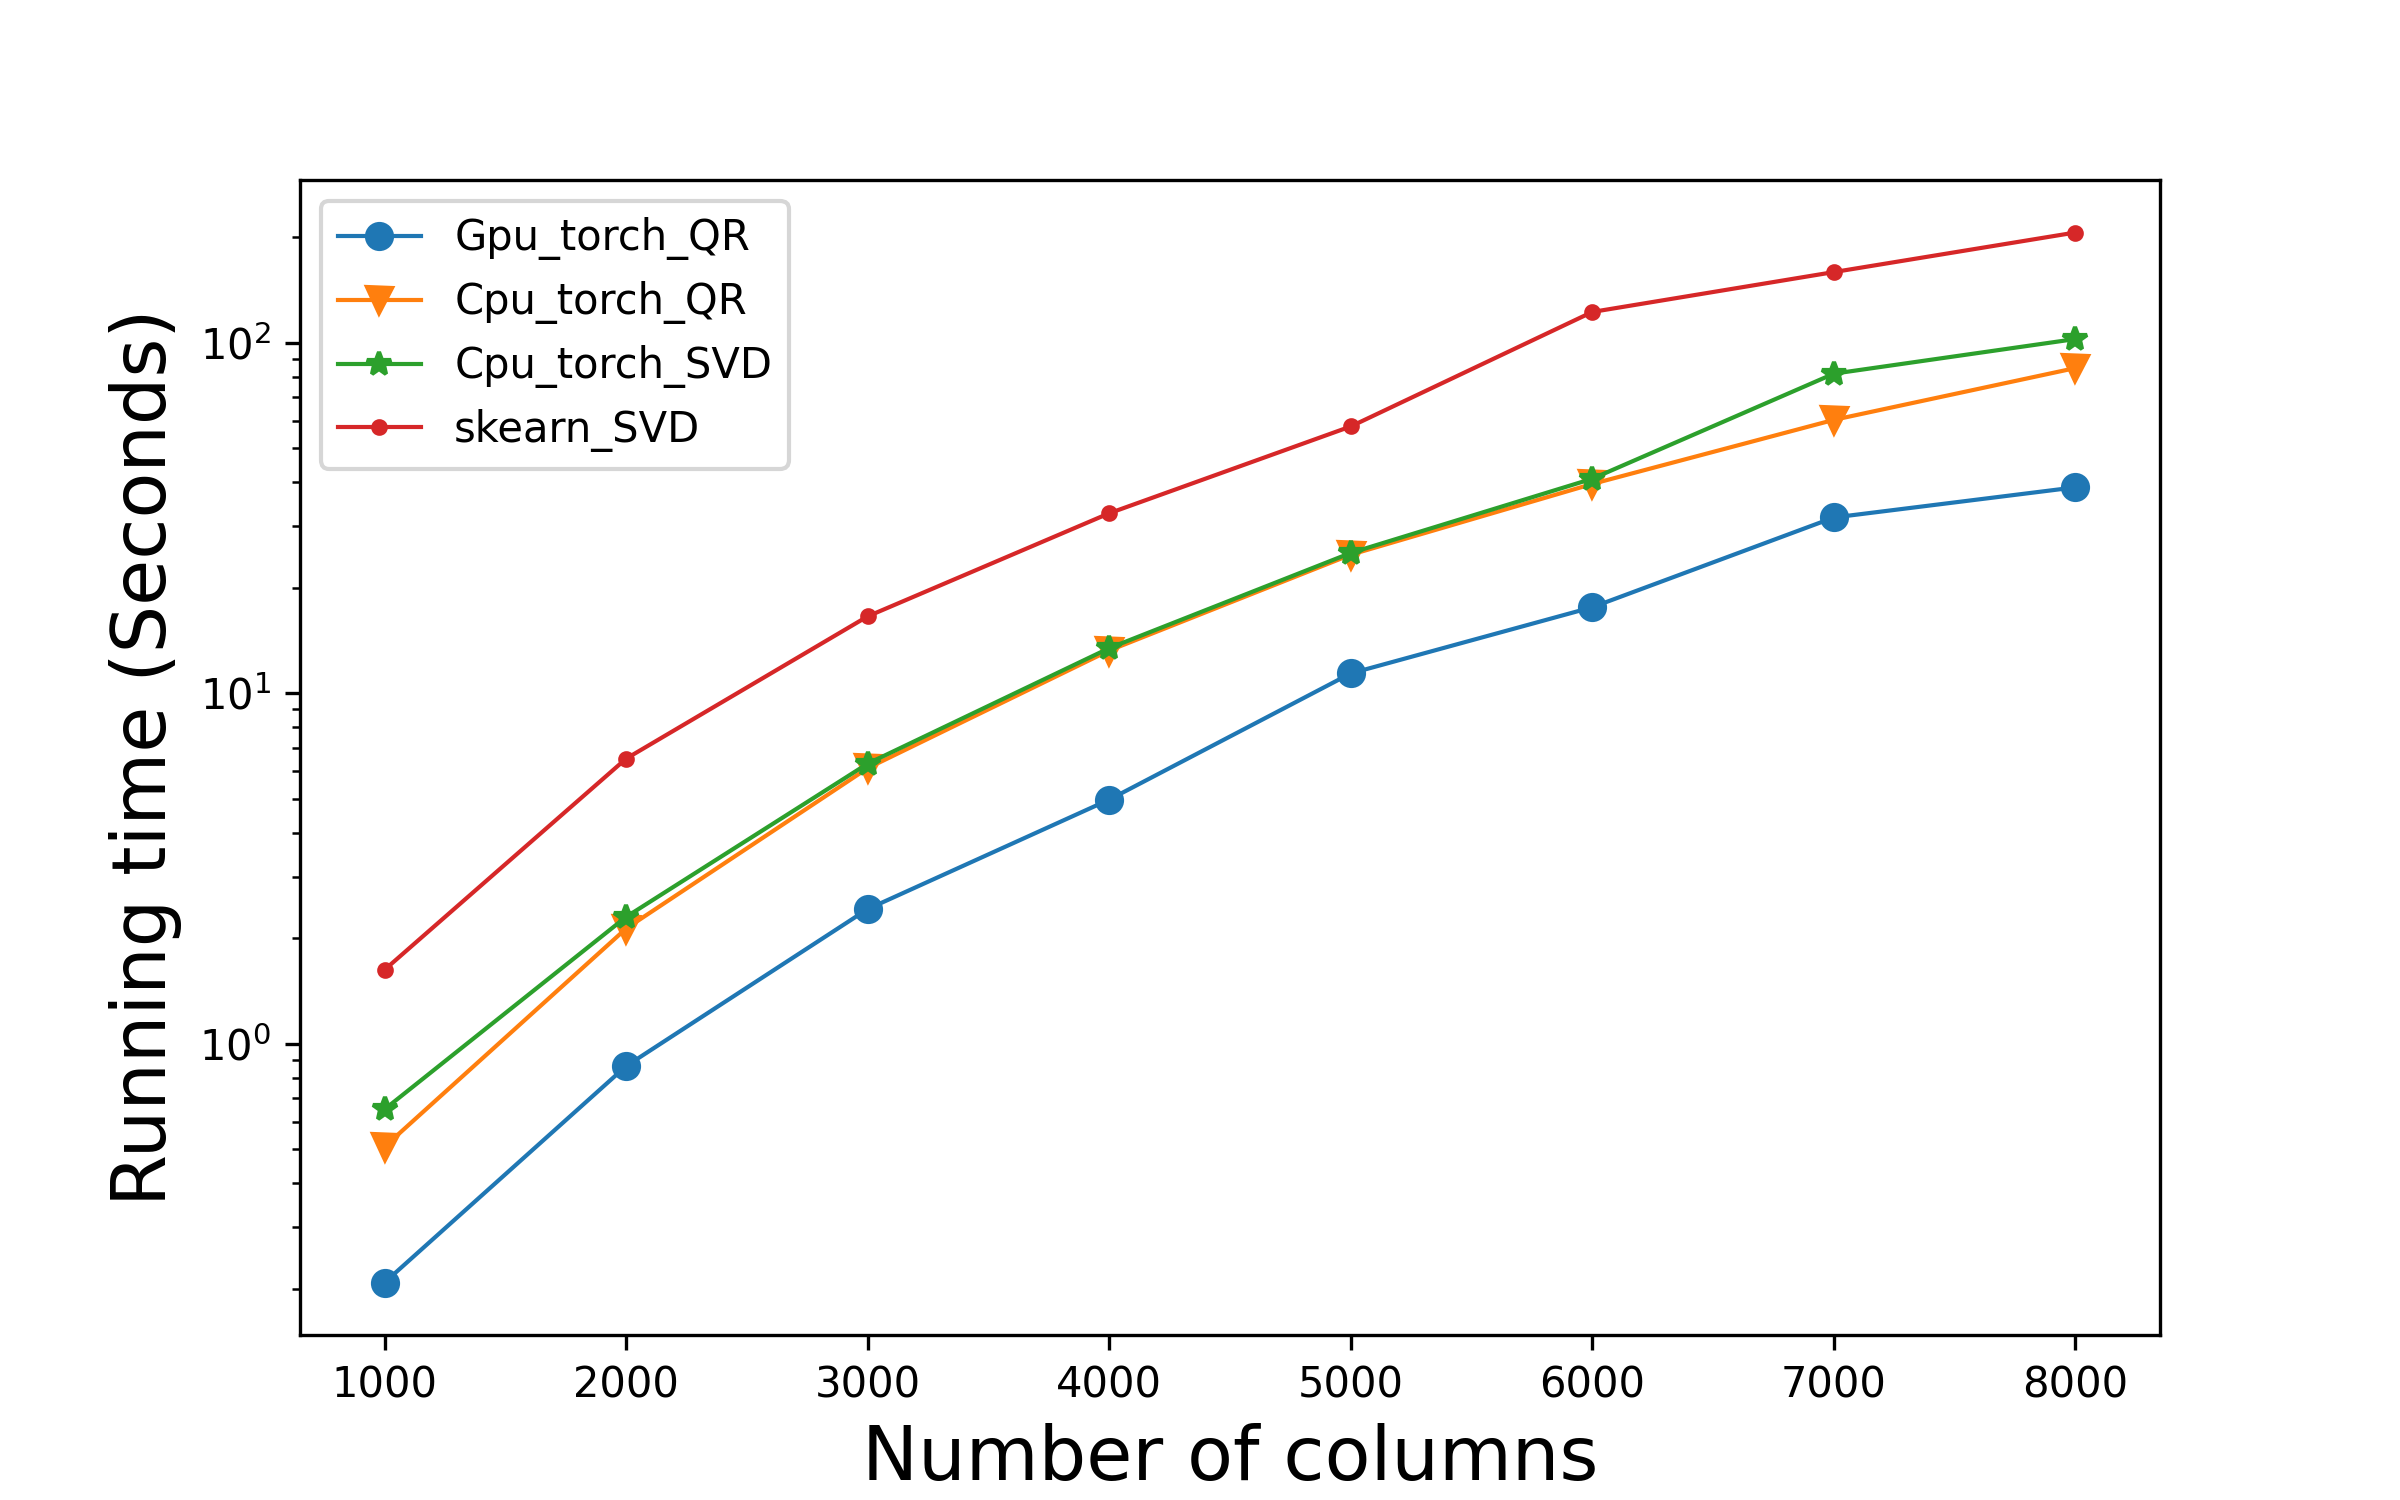 Gpu_torch_QR
Cpu_torch_QR
Cpu_torch_SVD
skearn_SVD
Running time (Seconds)
10²
10¹
10⁰
1000 2000 3000 4000 5000 6000 7000 8000
Number of columns